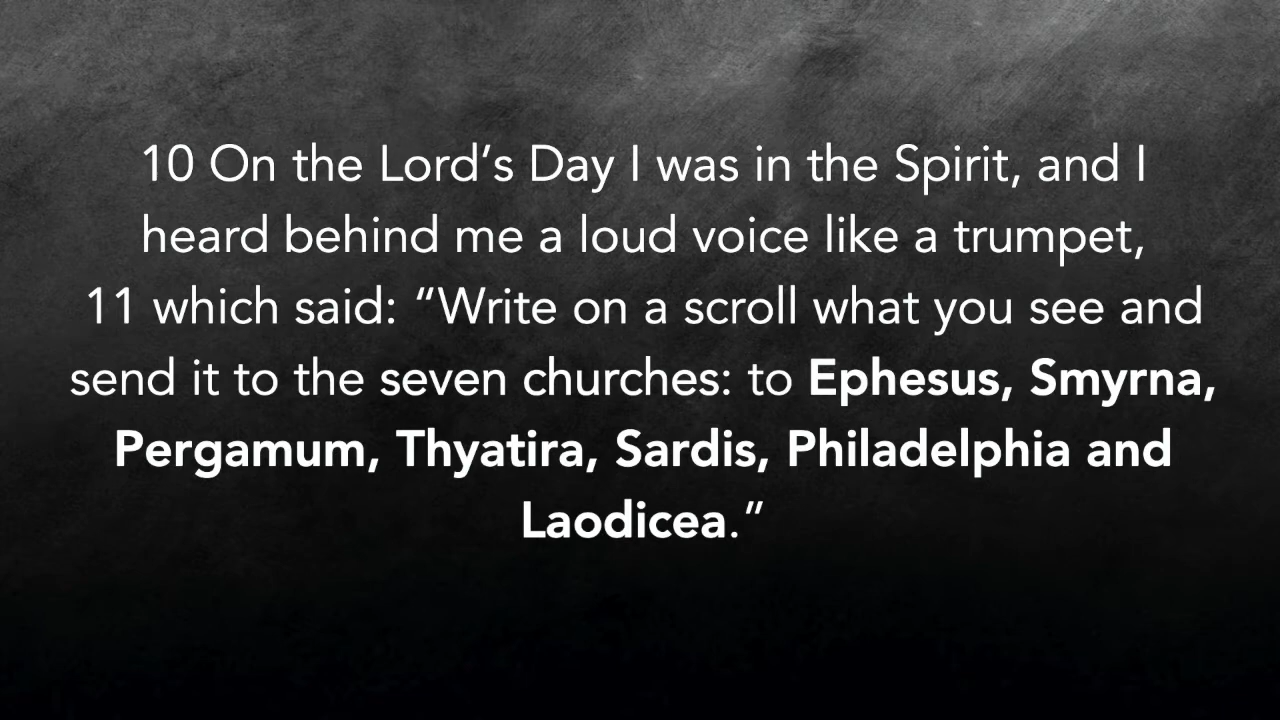 10 On the Lord’s Day I was in the Spirit, and I
heard behind me a loud voice like a trumpet,
11 which said: “Write on a scroll what you see and
send it to the seven churches: to Ephesus, Smyrna,
Pergamum, Thyatira, Sardis, Philadelphia and
Laodicea.”